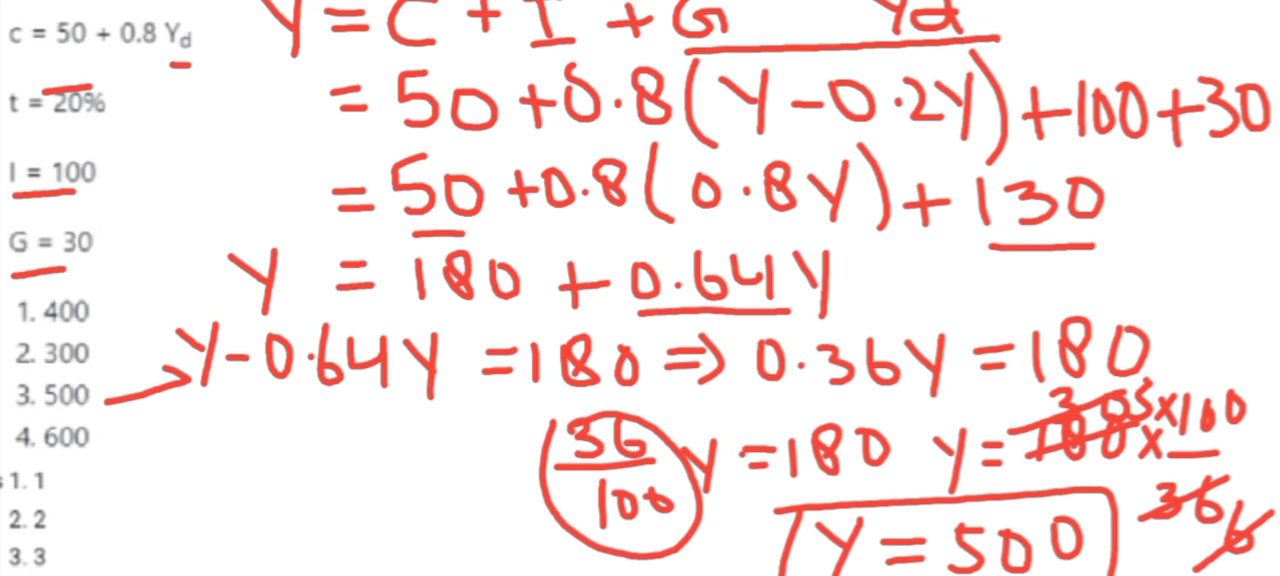 c = 50 + 0.8 Yd
t = 20%
I = 100
G = 30
1. 400
2. 300
3. 500
4. 600
1. 1
2. 2
3. 3
Y = C + I + G Yd
= 50 + 0.8 (Y - 0.2Y) + 100 + 30
= 50 + 0.8 (0.8Y) + 130
Y = 180 + 0.64Y
Y - 0.64Y = 180 ⇒ 0.36Y = 180
36/100 Y = 180 Y = 180 × 100 / 36
Y = 500